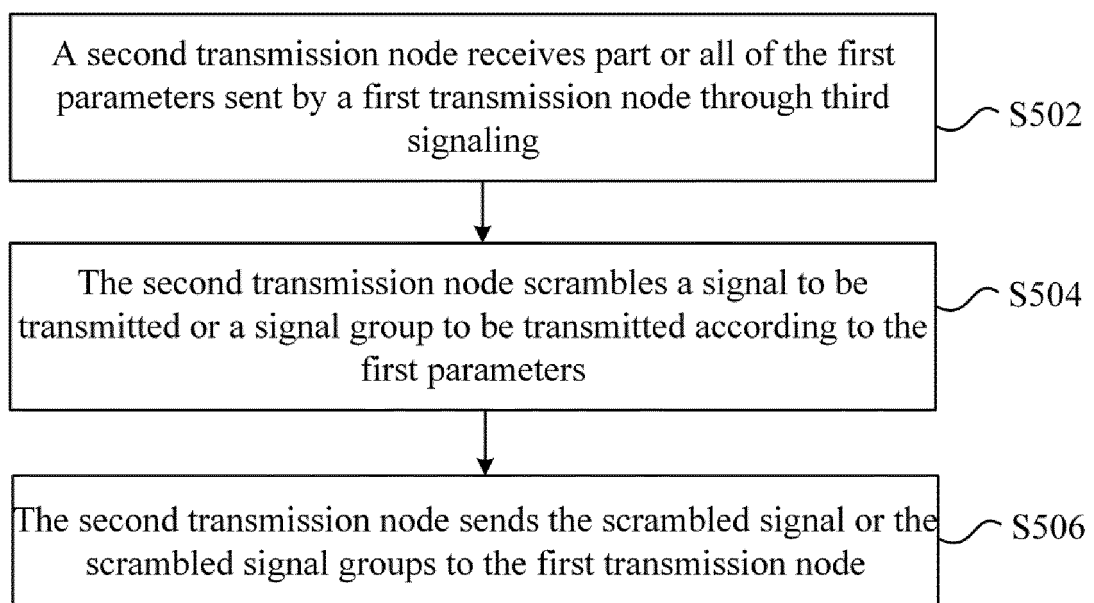 A second transmission node receives part or all of the first
parameters sent by a first transmission node through third
signaling
S502
The second transmission node scrambles a signal to be
transmitted or a signal group to be transmitted according to the
first parameters
S504
The second transmission node sends the scrambled signal or the
scrambled signal groups to the first transmission node
S506